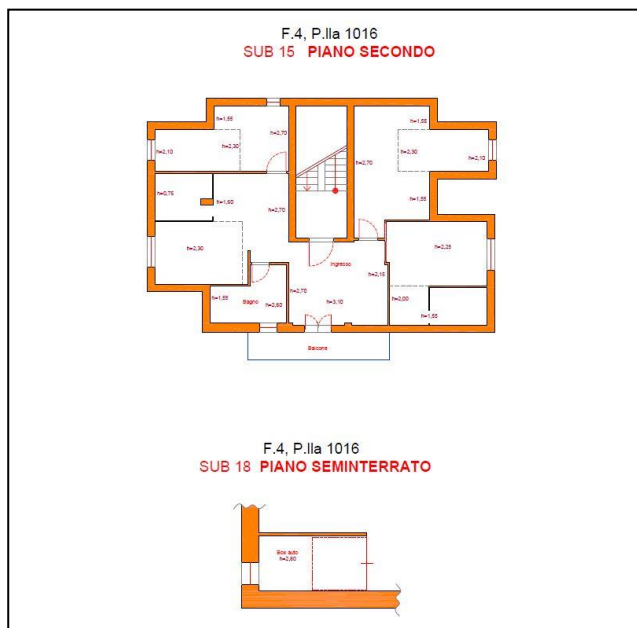 F.4, P.lla 1016
SUB 15 PIANO SECONDO
h=1,55
h=2,70
h=2,10
h=2,30
h=1,55
h=2,70
h=2,30
h=2,10
h=0,75
h=1,60
h=2,70
h=1,55
h=2,30
Ingresso
h=2,15
h=2,25
h=1,55
Bagno
h=2,60
h=2,70
h=3,10
h=2,00
h=1,55
Balcone
F.4, P.lla 1016
SUB 18 PIANO SEMINTERRATO
Box auto
h=2,60